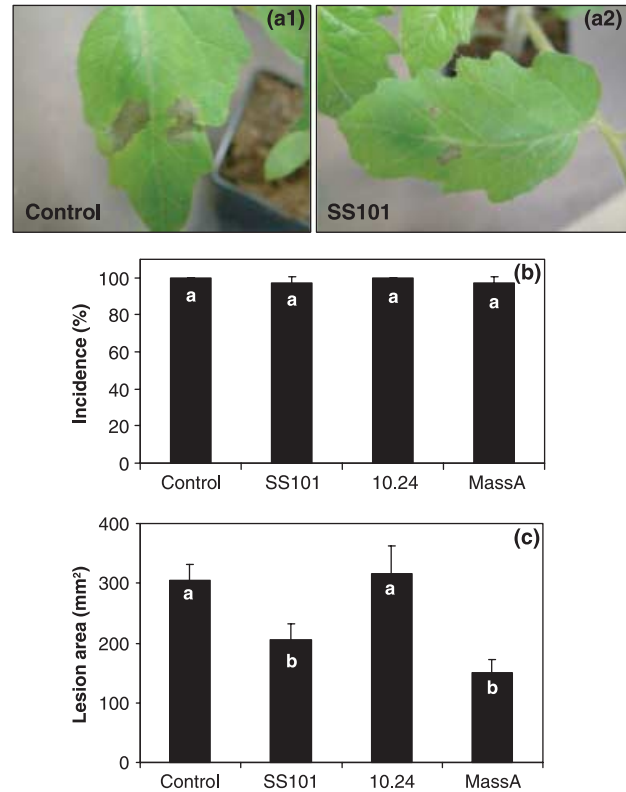 (a1)
(a2)
Control
SS101
(b)
Incidence (%)
100
80
60
40
20
0
a
a
a
a
Control
SS101
10.24
MassA
(c)
Lesion area (mm²)
400
300
200
100
0
a
b
a
b
Control
SS101
10.24
MassA